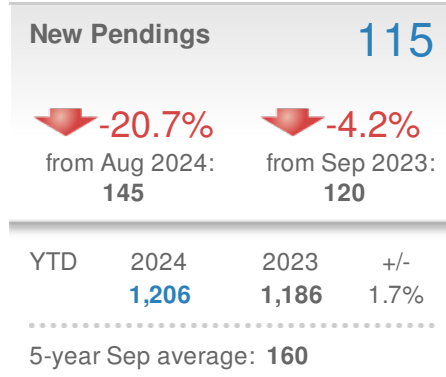 New Pendings 115
-20.7% -4.2%
from Aug 2024: from Sep 2023:
145 120
YTD 2024 2023 +/-
1,206 1,186 1.7%
5-year Sep average: 160